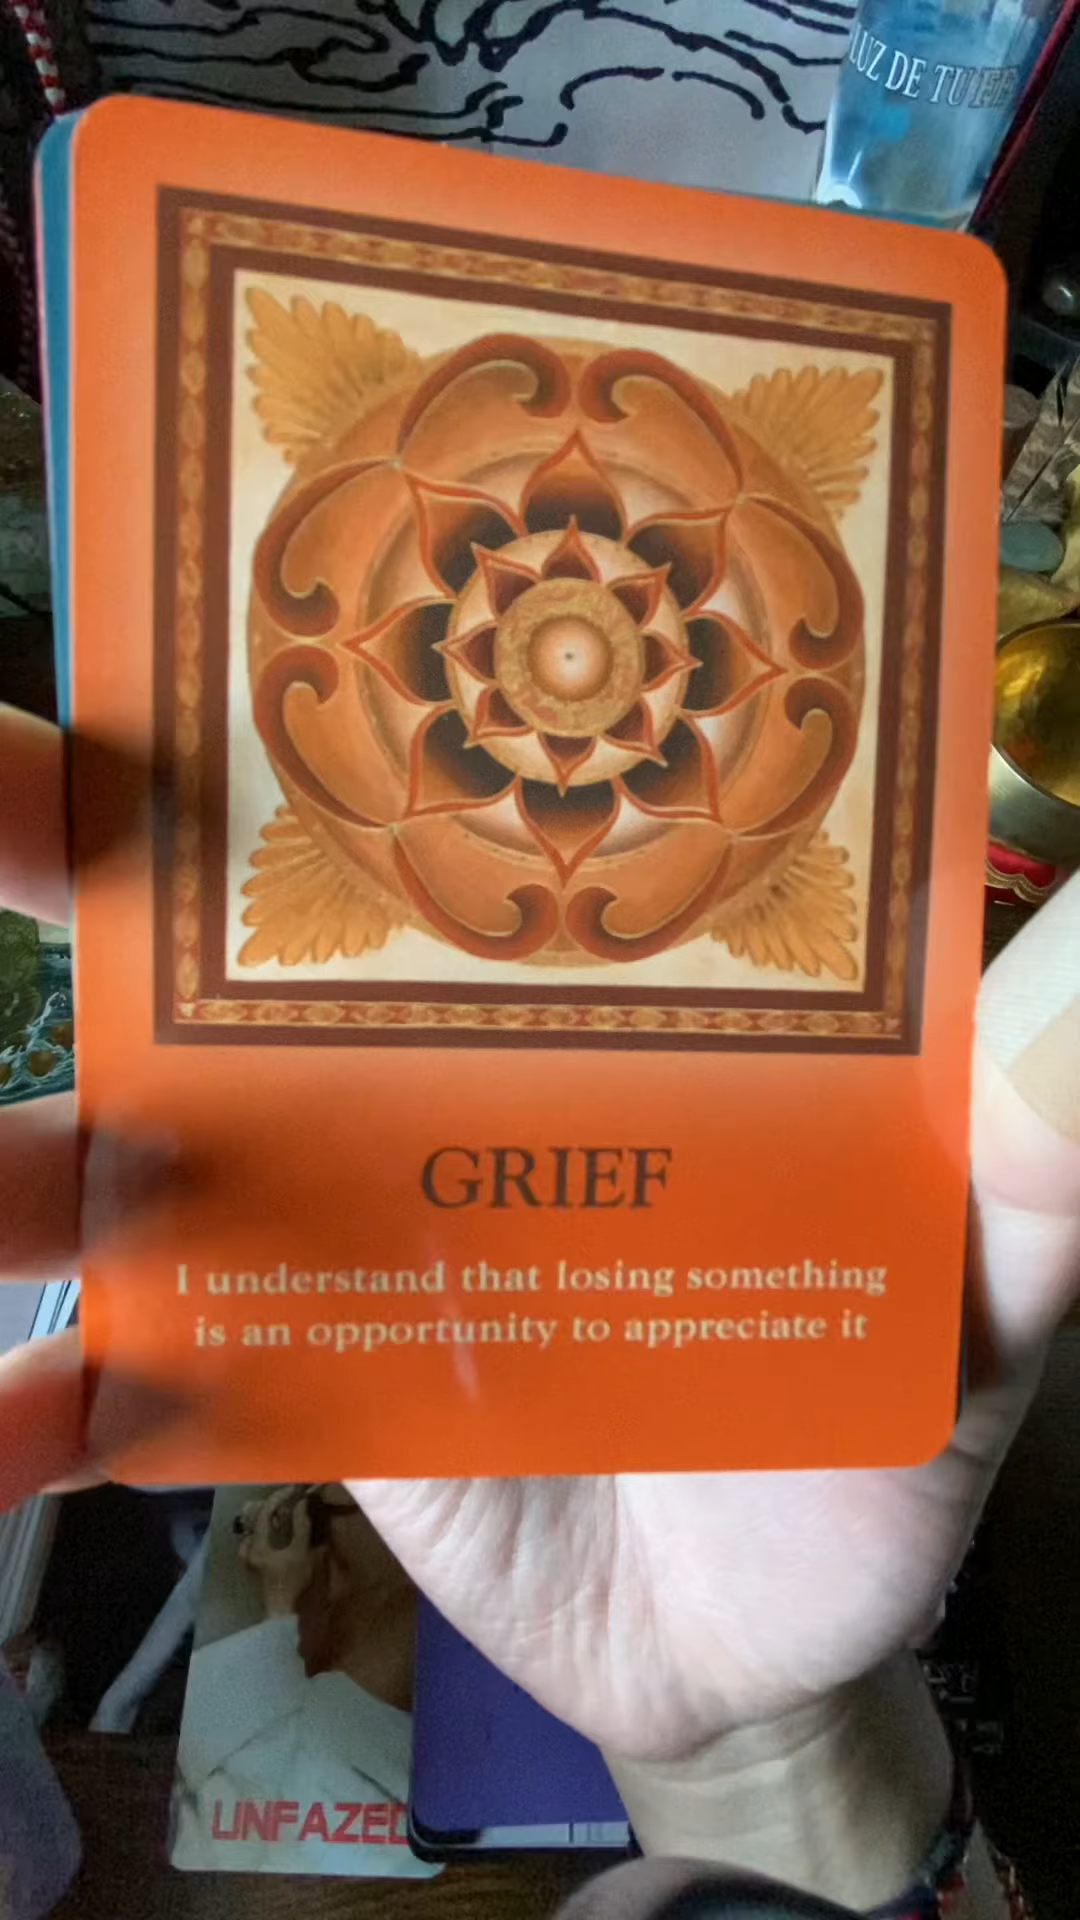 LUZ DE TU FE
GRIEF
I understand that losing something
is an opportunity to appreciate it
UNFAZED